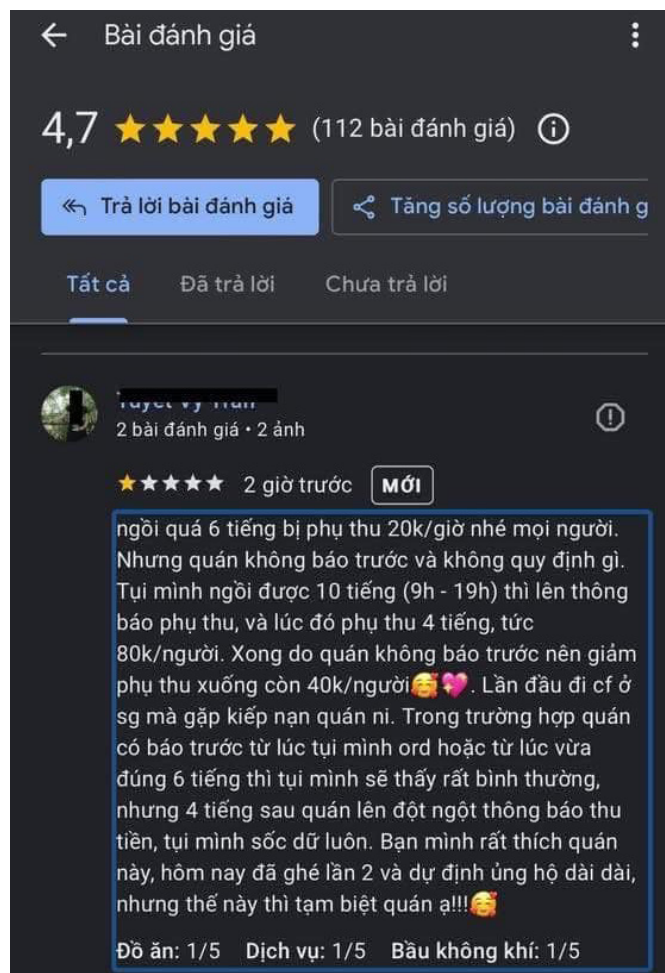 Bài đánh giá
4,7 (112 bài đánh giá)
Trả lời bài đánh giá Tăng số lượng bài đánh g
Tất cả Đã trả lời Chưa trả lời
2 bài đánh giá • 2 ảnh
2 giờ trước MỚI
ngồi quá 6 tiếng bị phụ thu 20k/giờ nhé mọi người.
Nhưng quán không báo trước và không quy định gì.
Tụi mình ngồi được 10 tiếng (9h - 19h) thì lên thông
báo phụ thu, và lúc đó phụ thu 4 tiếng, tức
80k/người. Xong do quán không báo trước nên giảm
phụ thu xuống còn 40k/người🥰💖. Lần đầu đi cf ở
sg mà gặp kiếp nạn quán ni. Trong trường hợp quán
có báo trước từ lúc tụi mình ord hoặc từ lúc vừa
đúng 6 tiếng thì tụi mình sẽ thấy rất bình thường,
nhưng 4 tiếng sau quán lên đột ngột thông báo thu
tiền, tụi mình sốc dữ luôn. Bạn mình rất thích quán
này, hôm nay đã ghé lần 2 và dự định ủng hộ dài dài,
nhưng thế này thì tạm biệt quán ạ!!!🥰
Đồ ăn: 1/5 Dịch vụ: 1/5 Bầu không khí: 1/5